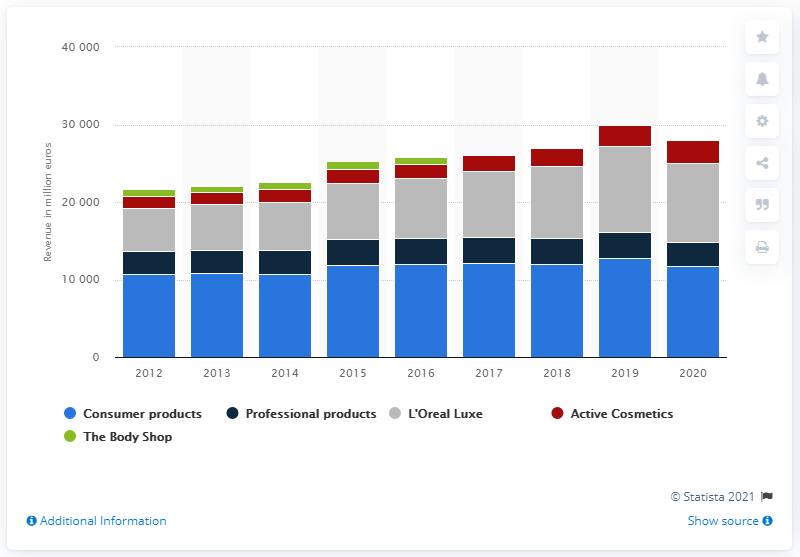 40 000
30 000
20 000
10 000
0
Revenue in million euros
2012 2013 2014 2015 2016 2017 2018 2019 2020
Consumer products Professional products L'Oreal Luxe Active Cosmetics
The Body Shop
© Statista 2021
Additional Information Show source